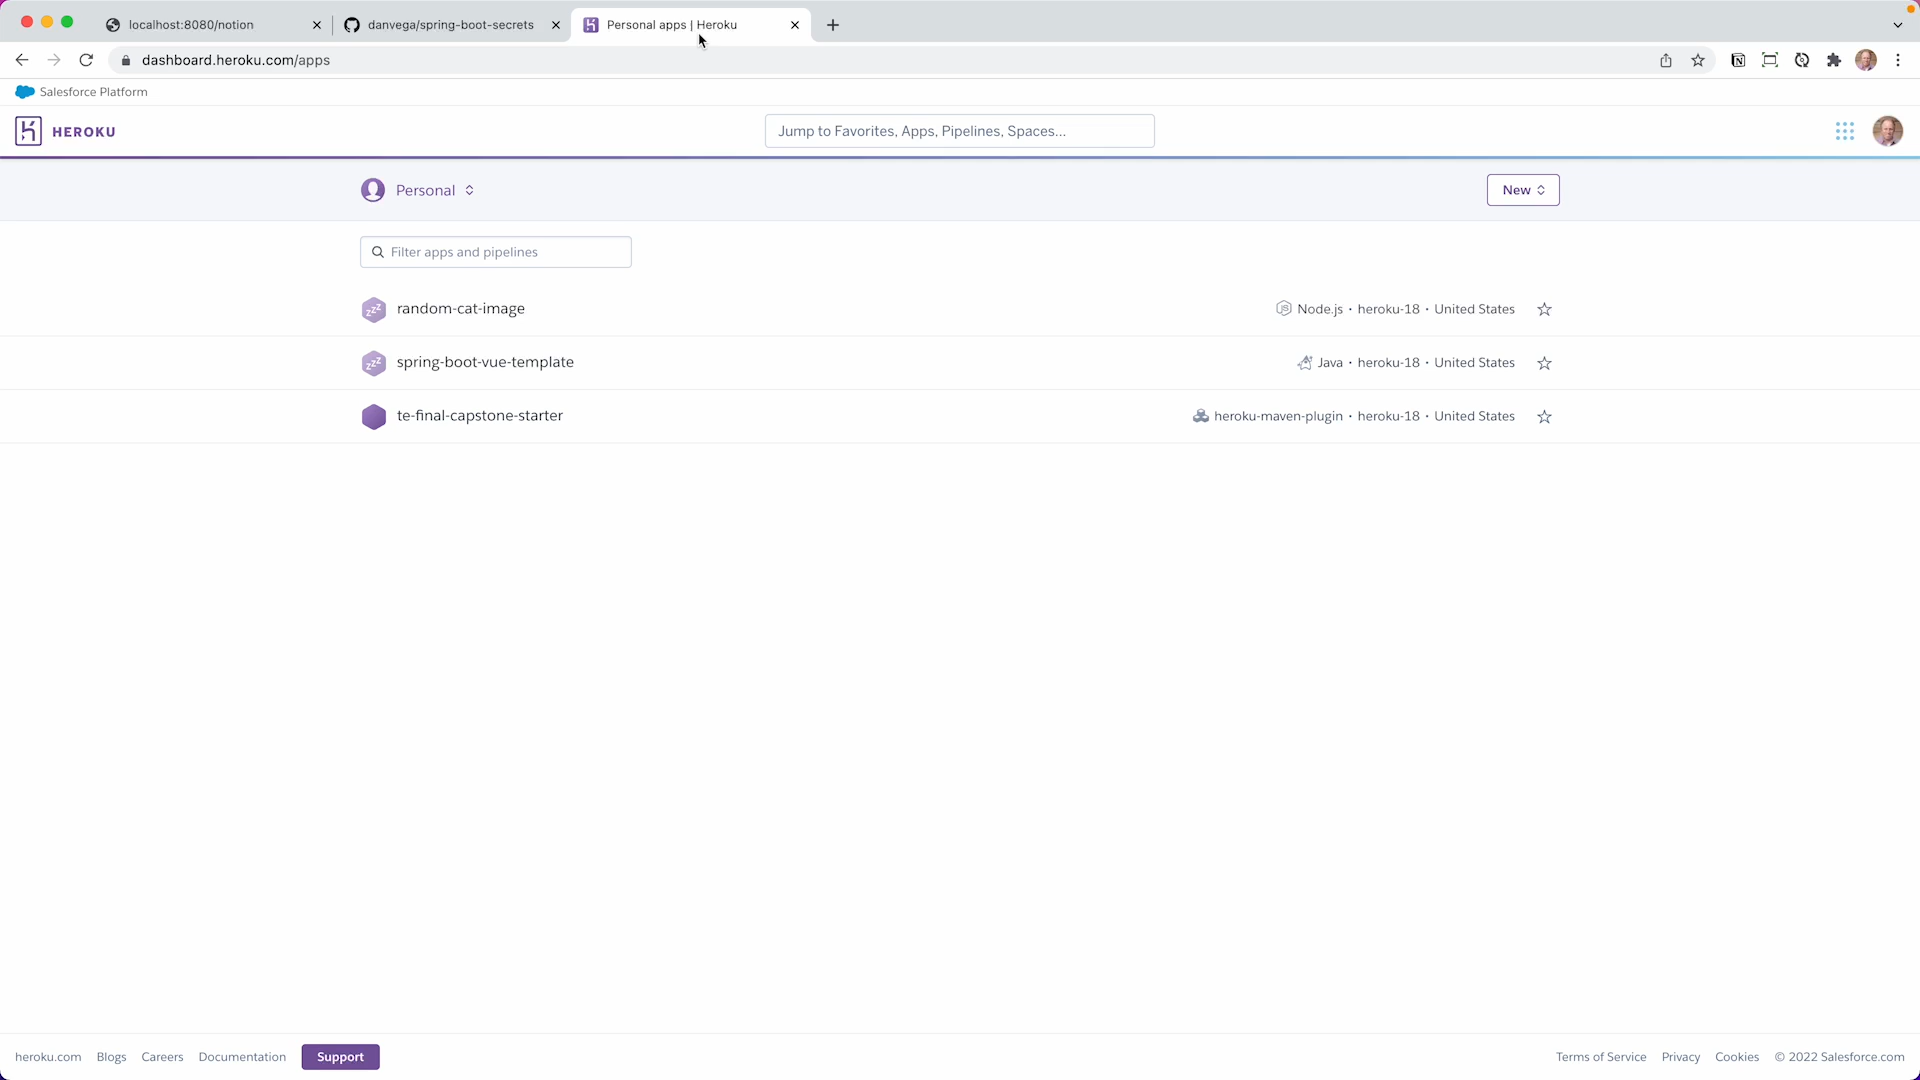 localhost:8080/notion
danvega/spring-boot-secrets
Personal apps | Heroku
dashboard.heroku.com/apps
Salesforce Platform
HEROKU
Jump to Favorites, Apps, Pipelines, Spaces...
Personal
New
Filter apps and pipelines
random-cat-image
Node.js • heroku-18 • United States
spring-boot-vue-template
Java • heroku-18 • United States
te-final-capstone-starter
heroku-maven-plugin • heroku-18 • United States
heroku.com Blogs Careers Documentation Support Terms of Service Privacy Cookies © 2022 Salesforce.com